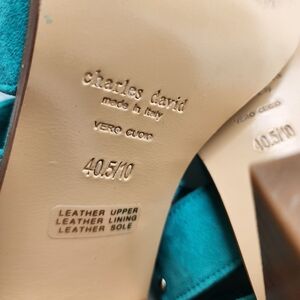 charles david
made in Italy
VERO CUOIO
40.5/10
LEATHER UPPER
LEATHER LINING
LEATHER SOLE
VERO CUOIO
40.5/10